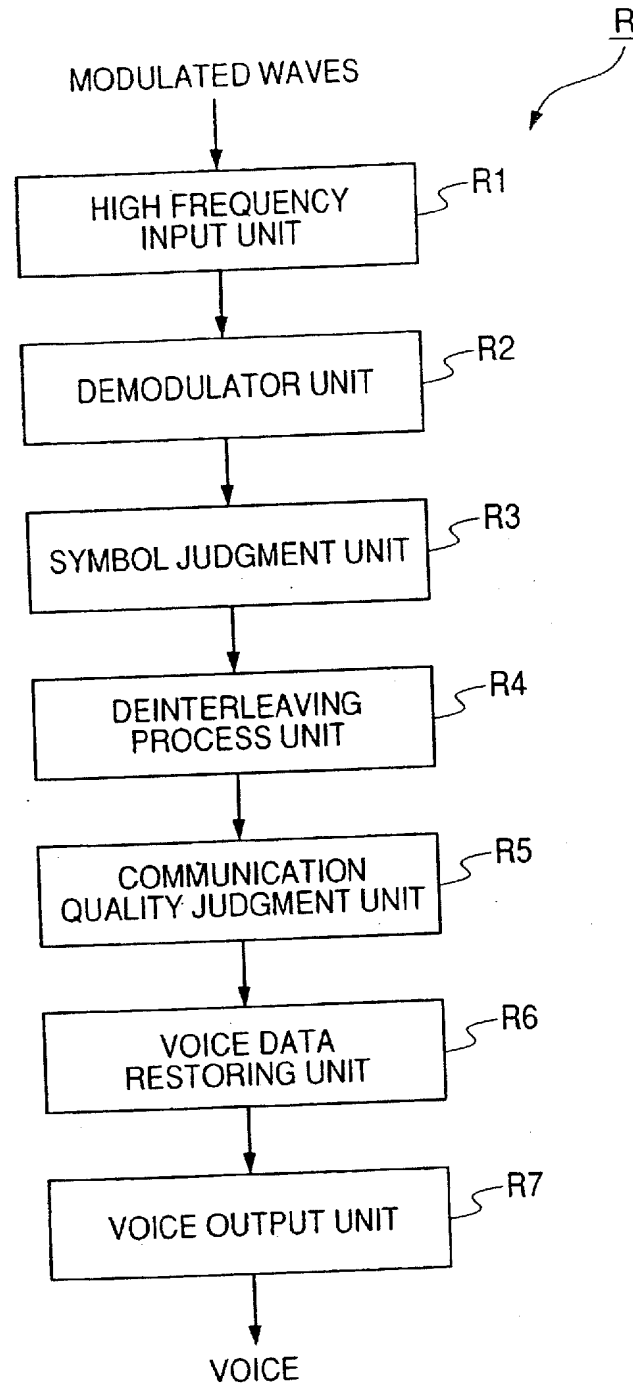 R
MODULATED WAVES
HIGH FREQUENCY
INPUT UNIT
R1
DEMODULATOR UNIT
R2
SYMBOL JUDGMENT UNIT
R3
DEINTERLEAVING
PROCESS UNIT
R4
COMMUNICATION
QUALITY JUDGMENT UNIT
R5
VOICE DATA
RESTORING UNIT
R6
VOICE OUTPUT UNIT
R7
VOICE